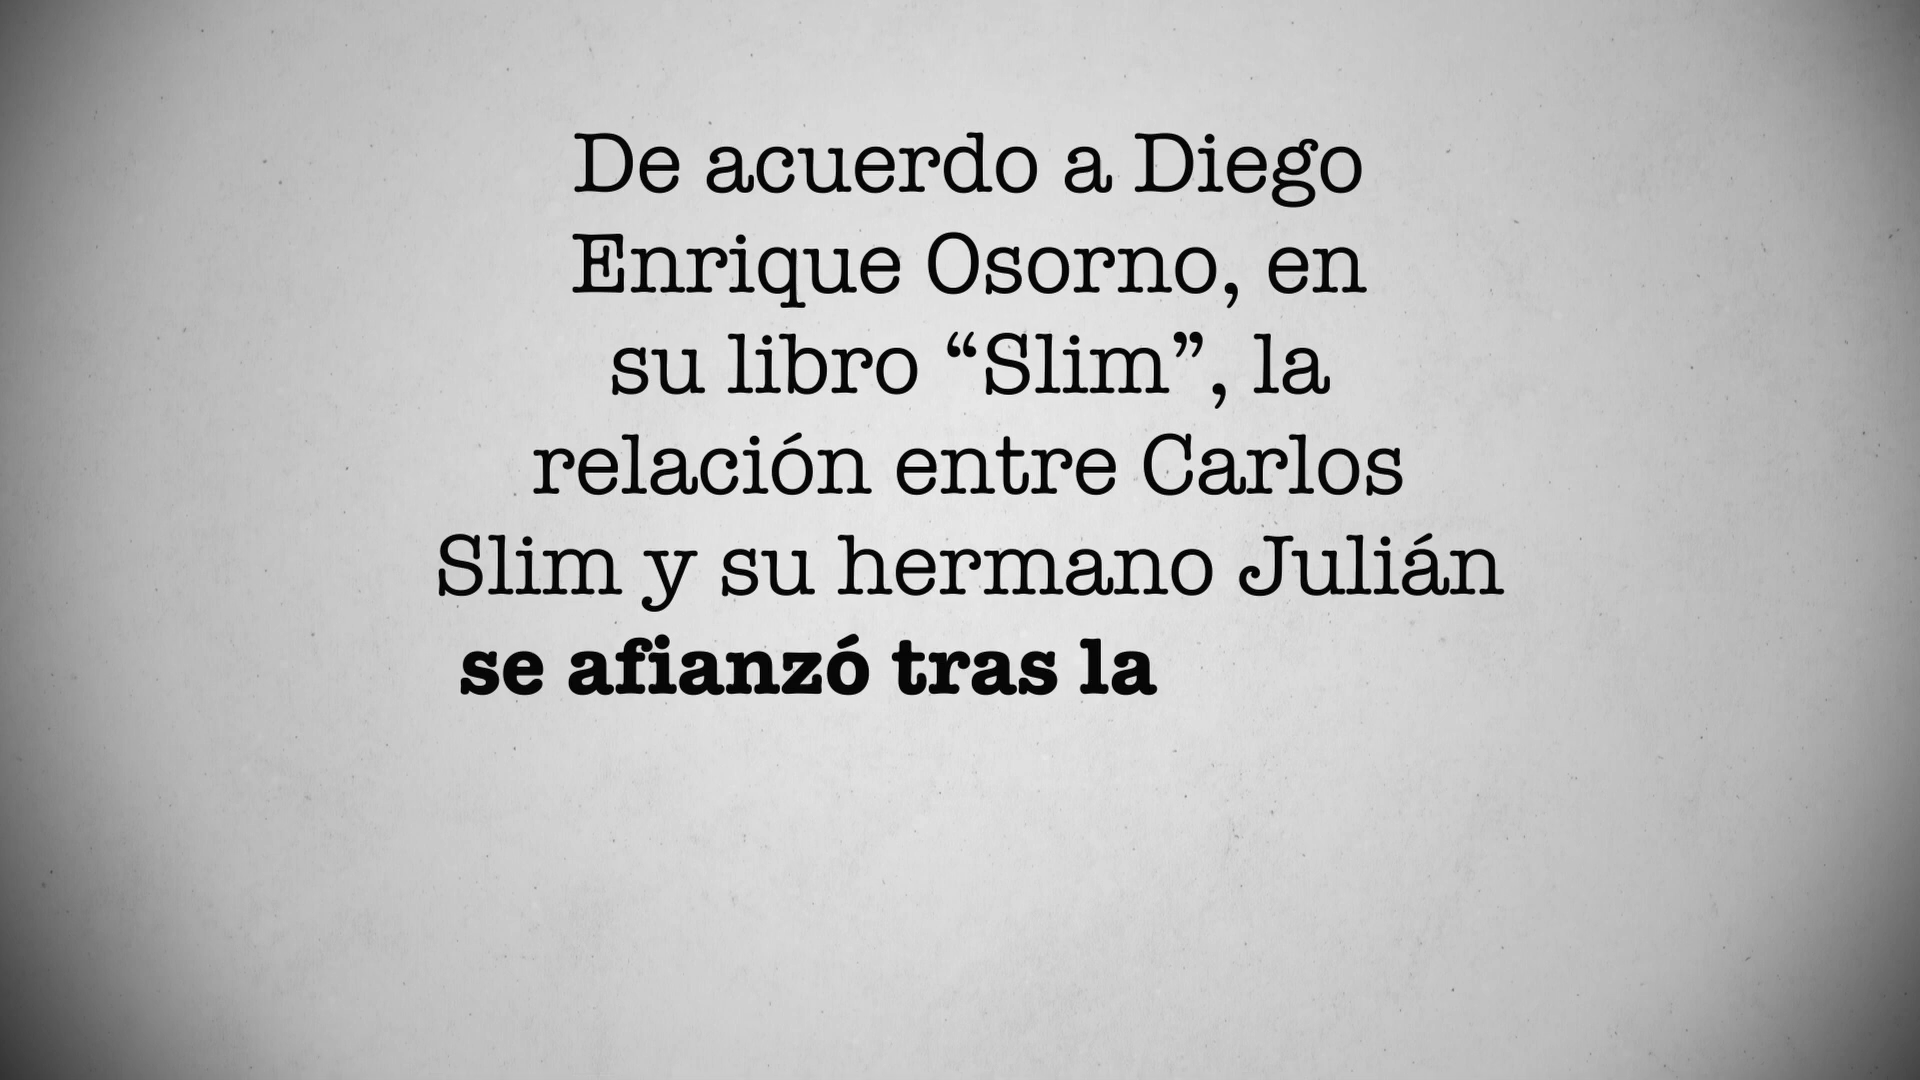 De acuerdo a Diego
Enrique Osorno, en
su libro “Slim”, la
relación entre Carlos
Slim y su hermano Julián
se afianzó tras la